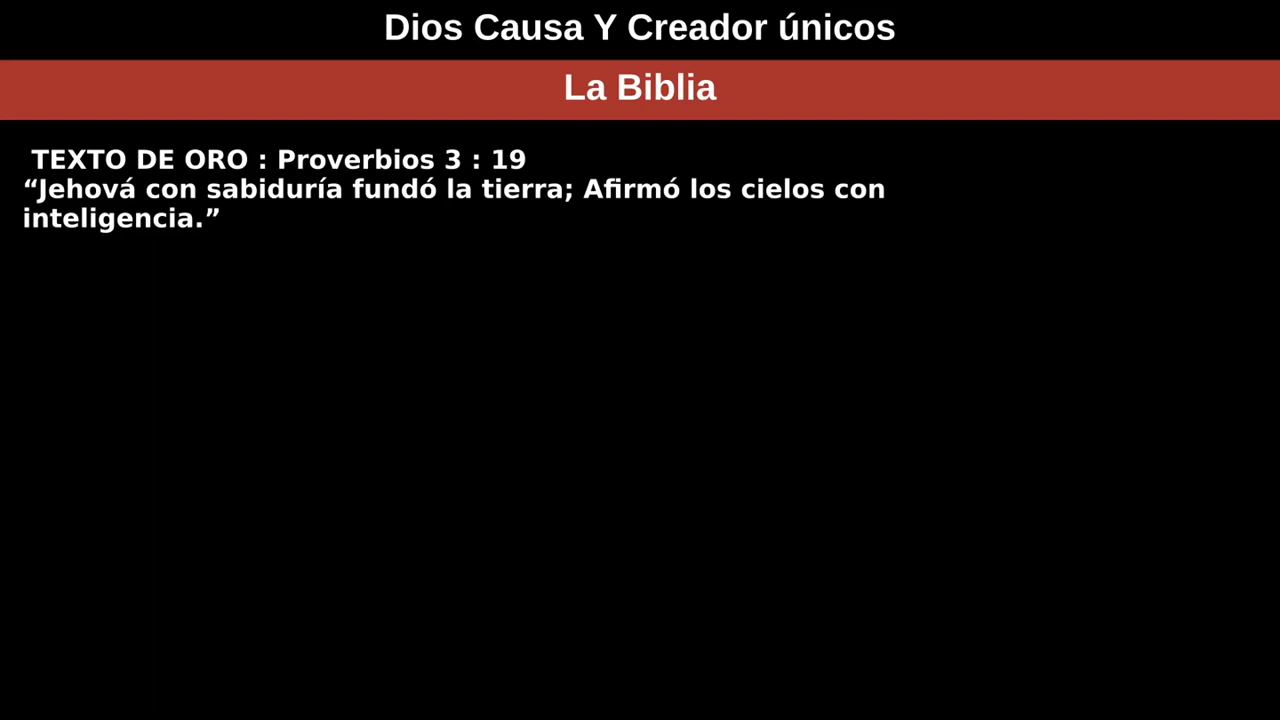 Dios Causa Y Creador únicos
La Biblia
TEXTO DE ORO : Proverbios 3 : 19
“Jehová con sabiduría fundó la tierra; Afirmó los cielos con
inteligencia.”